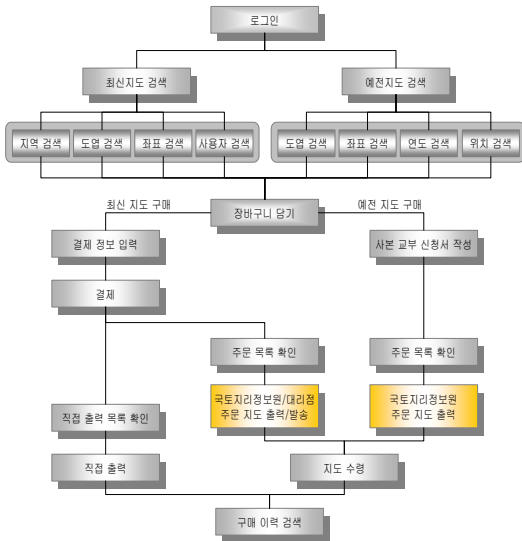 로그인
최신지도 검색
예전지도 검색
지역 검색
도엽 검색
좌표 검색
사용자 검색
도엽 검색
좌표 검색
연도 검색
위치 검색
최신 지도 구매
장바구니 담기
예전 지도 구매
결제 정보 입력
사본 교부 신청서 작성
결제
주문 목록 확인
주문 목록 확인
국토지리정보원/대리점
주문 지도 출력/발송
국토지리정보원
주문 지도 출력
직접 출력 목록 확인
직접 출력
지도 수령
구매 이력 검색